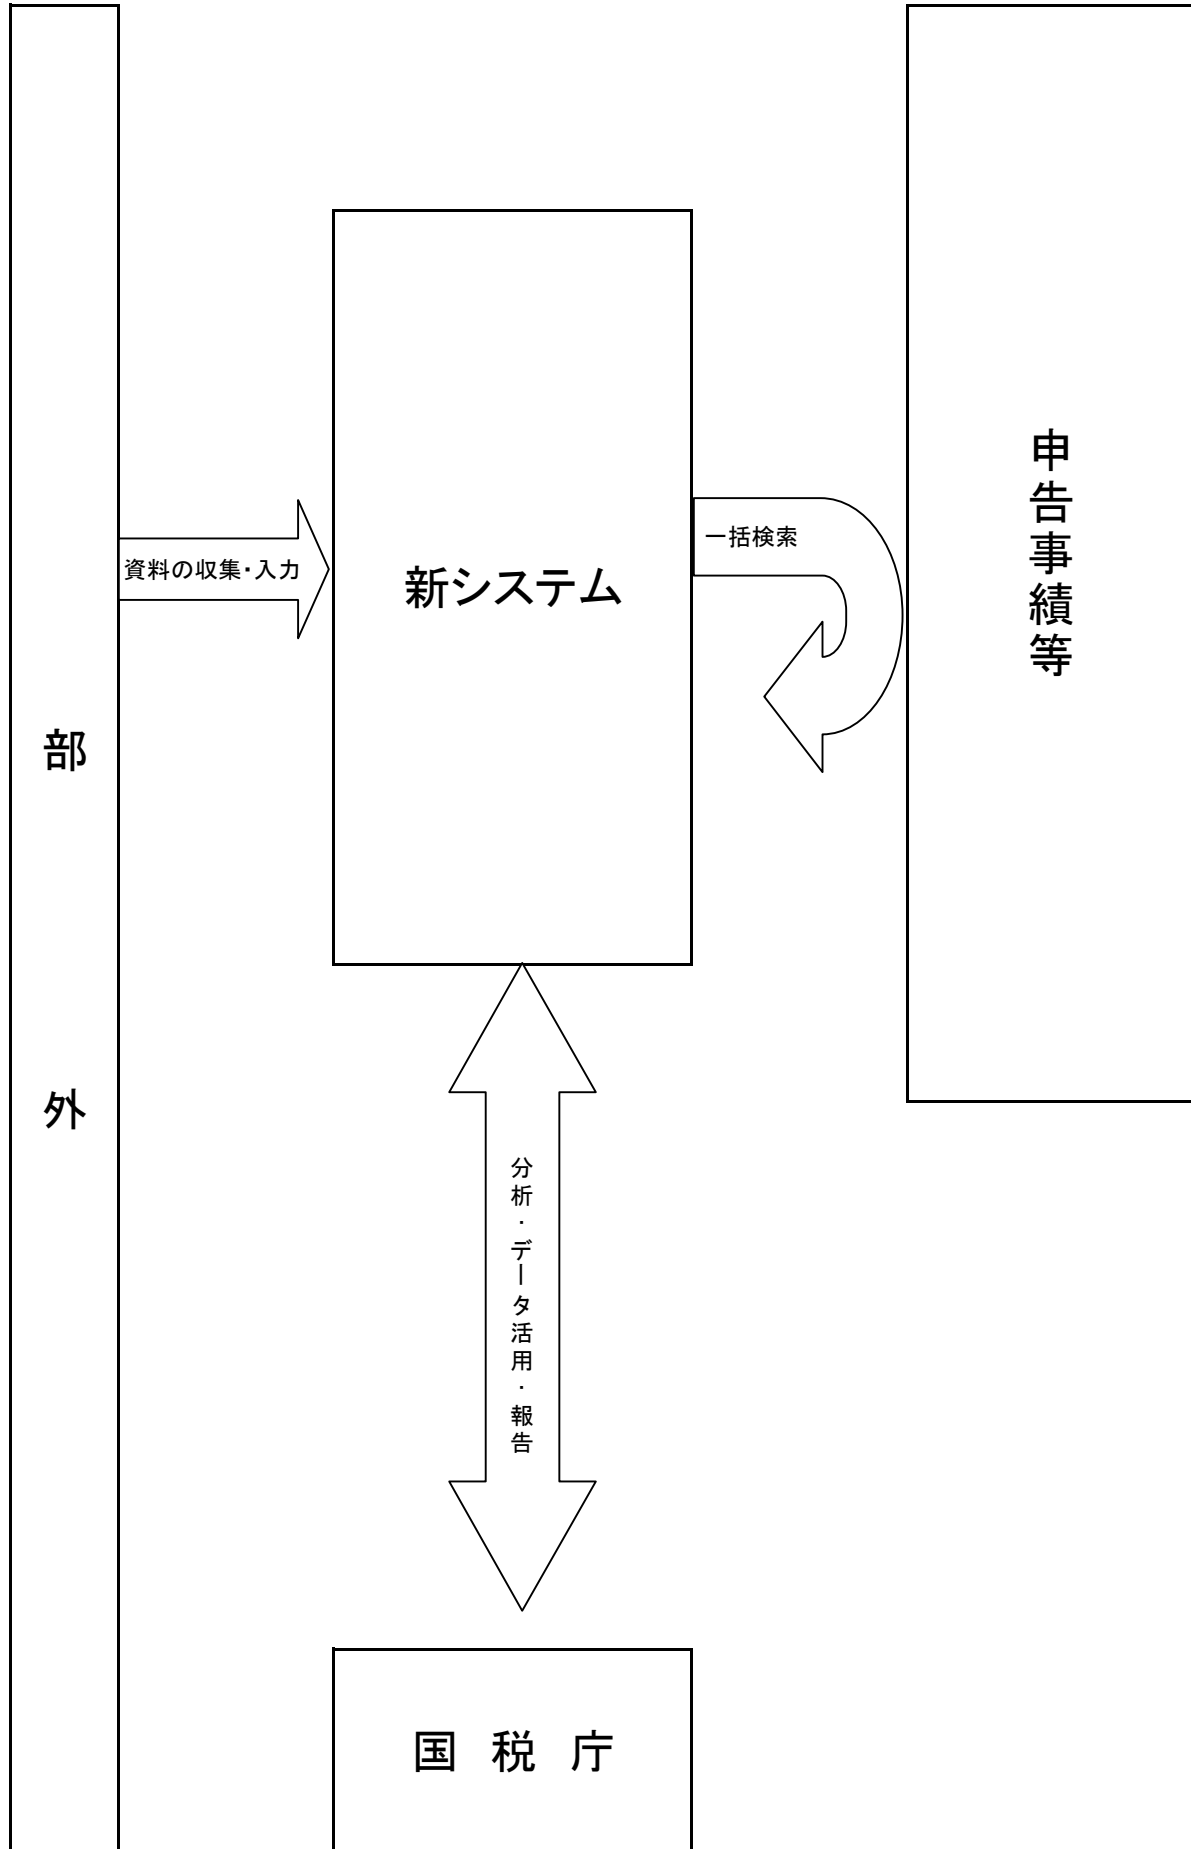 部外
資料の収集・入力
新システム
一括検索
申告事績等
分析・データ活用・報告
国税庁